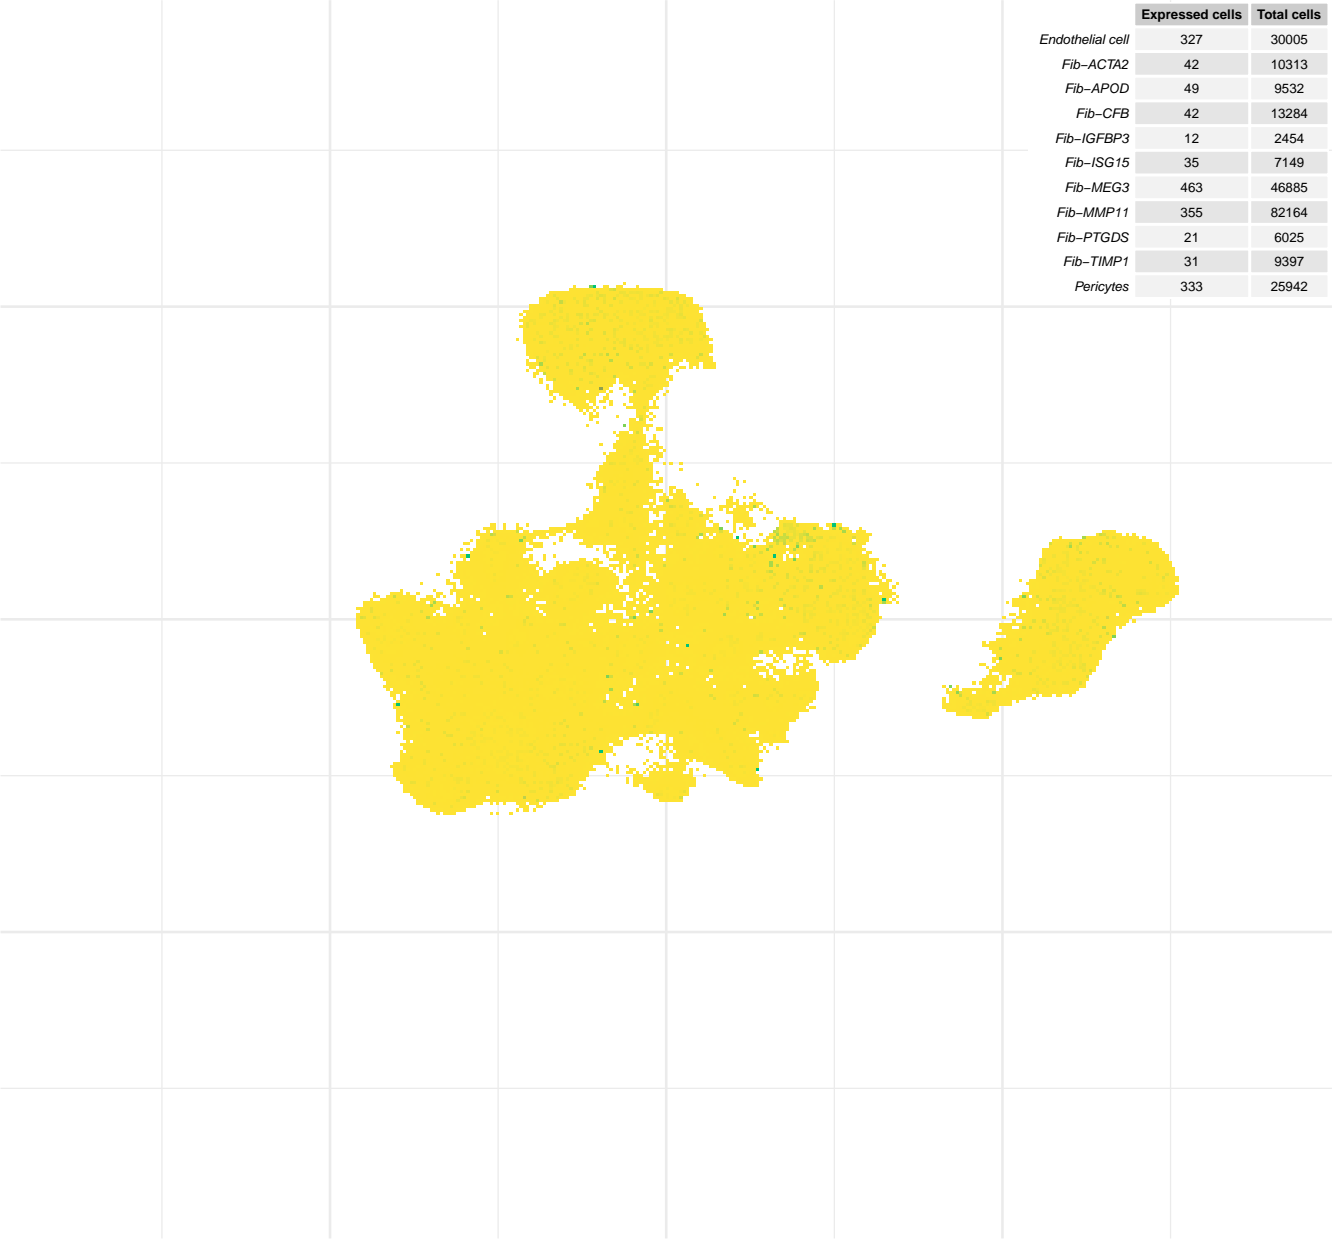 Expressed cells Total cells
Endothelial cell 327 30005
Fib−ACTA2 42 10313
Fib−APOD 49 9532
Fib−CFB 42 13284
Fib−IGFBP3 12 2454
Fib−ISG15 35 7149
Fib−MEG3 463 46885
Fib−MMP11 355 82164
Fib−PTGDS 21 6025
Fib−TIMP1 31 9397
Pericytes 333 25942